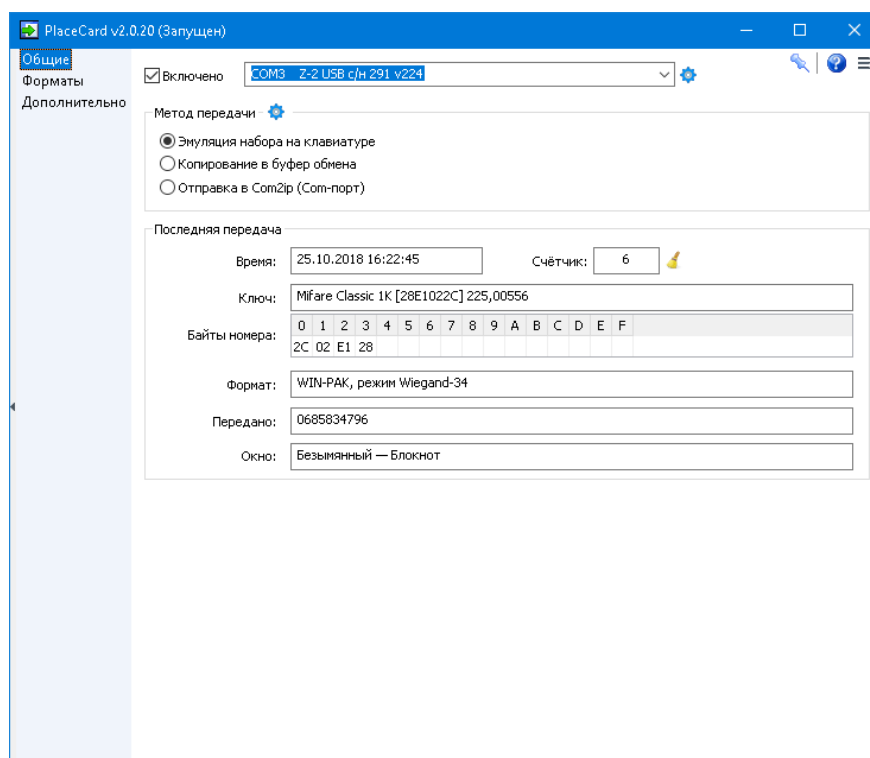 PlaceCard v2.0.20 (Запущен)
Общие
Форматы
Дополнительно
Включено COM3 Z-2 USB с/н 291 v224
Метод передачи
Эмуляция набора на клавиатуре
Копирование в буфер обмена
Отправка в Com2ip (Com-порт)
Последняя передача
Время: 25.10.2018 16:22:45 Счётчик: 6
Ключ: Mifare Classic 1K [28E1022C] 225,00556
Байты номера: 0 1 2 3 4 5 6 7 8 9 A B C D E F
2C 02 E1 28
Формат: WIN-PAK, режим Wiegand-34
Передано: 0685834796
Окно: Безымянный — Блокнот